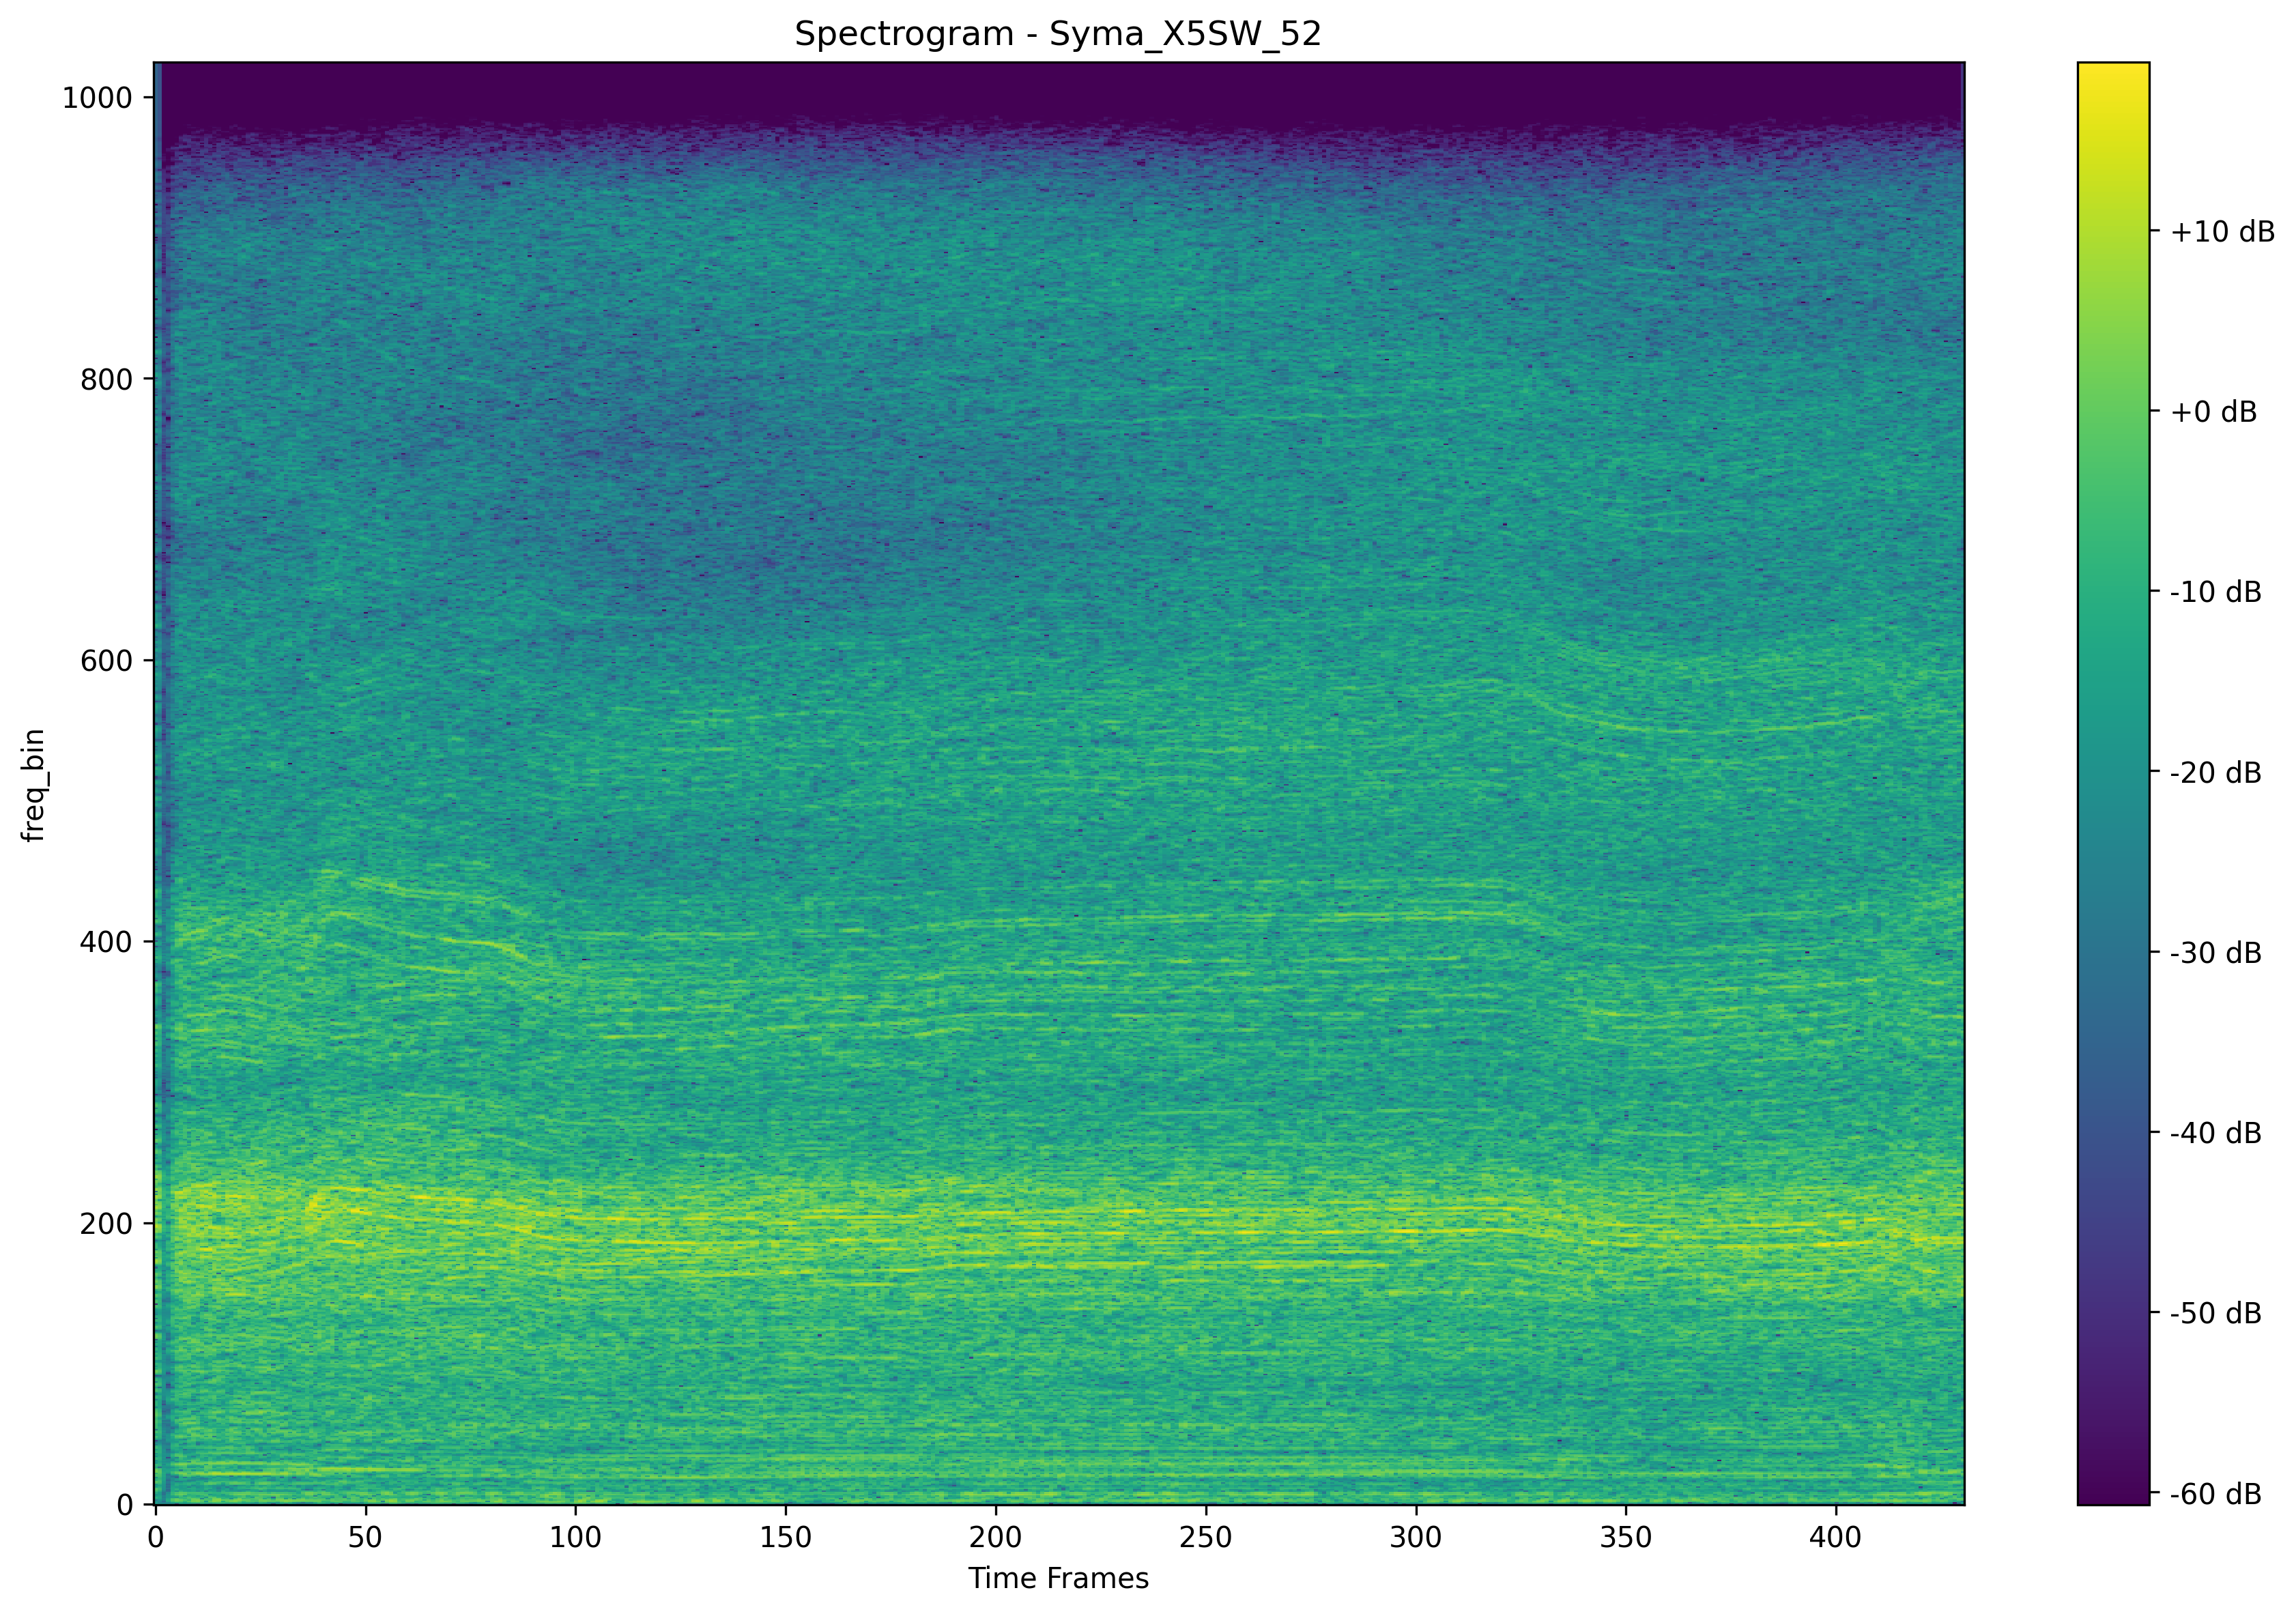 Spectrogram - Syma_X5SW_52
freq_bin
1000
800
600
400
200
0
0 50 100 150 200 250 300 350 400
Time Frames
+10 dB
+0 dB
-10 dB
-20 dB
-30 dB
-40 dB
-50 dB
-60 dB